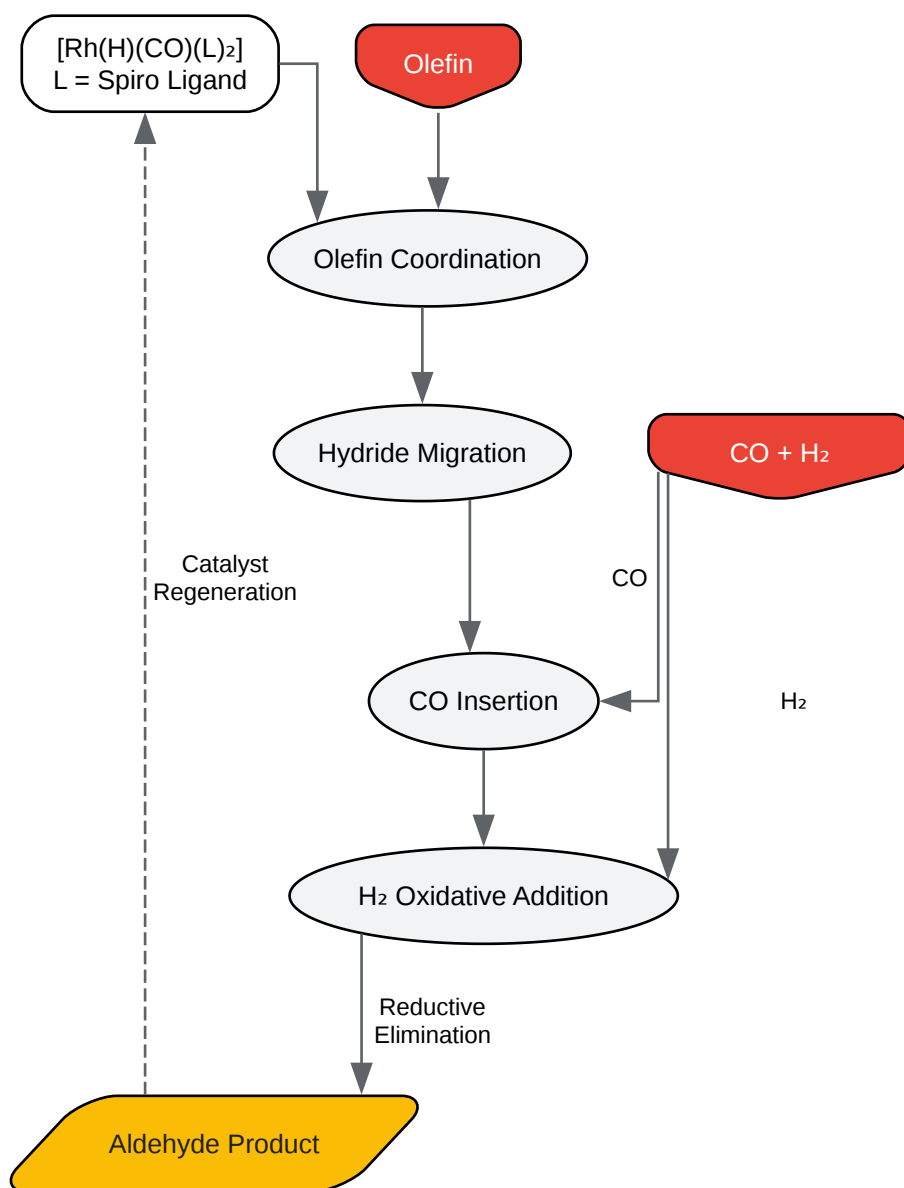 [Rh(H)(CO)(L)₂]
L = Spiro Ligand
Olefin
Olefin Coordination
Hydride Migration
CO + H₂
Catalyst
Regeneration
CO
CO Insertion
H₂
H₂ Oxidative Addition
Reductive
Elimination
Aldehyde Product